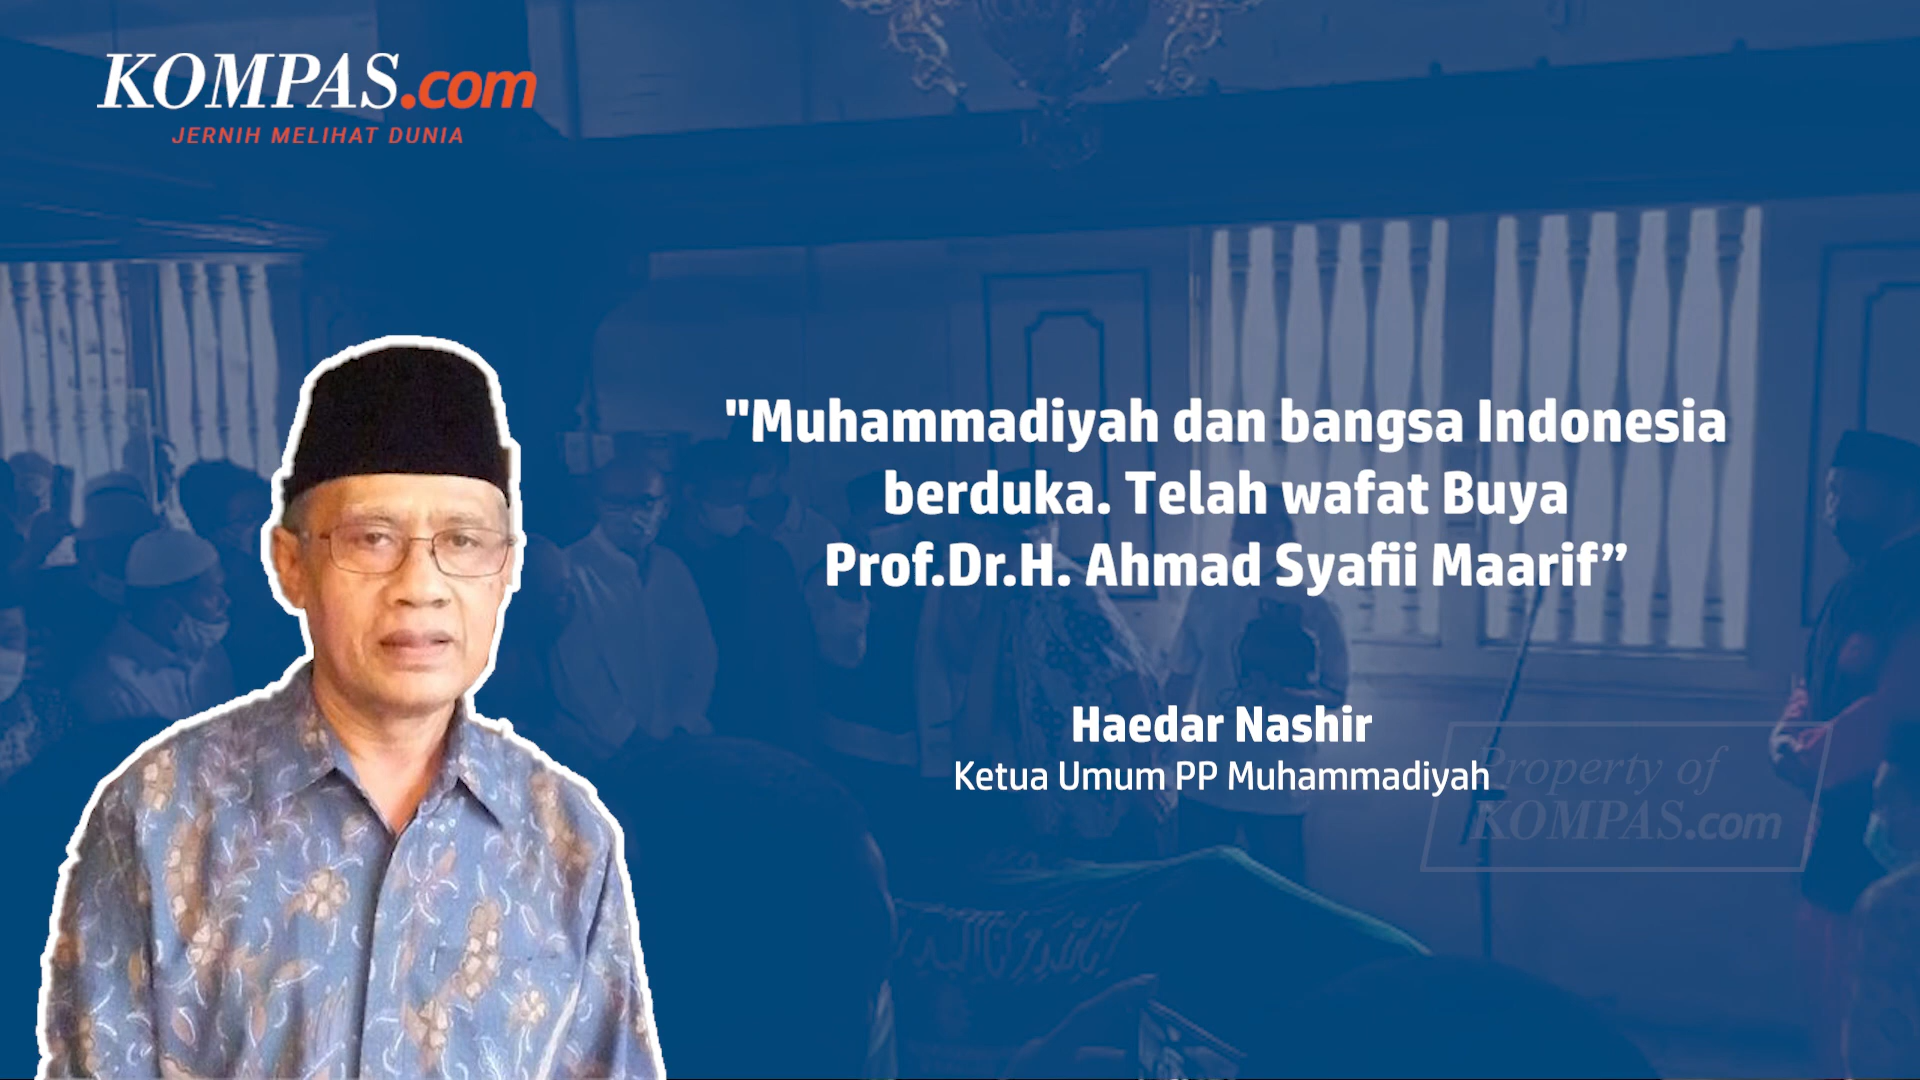 KOMPAS.com
JERNIH MELIHAT DUNIA
"Muhammadiyah dan bangsa Indonesia
berduka. Telah wafat Buya
Prof.Dr.H. Ahmad Syafii Maarif”
Haedar Nashir
Ketua Umum PP Muhammadiyah
Property of
KOMPAS.com